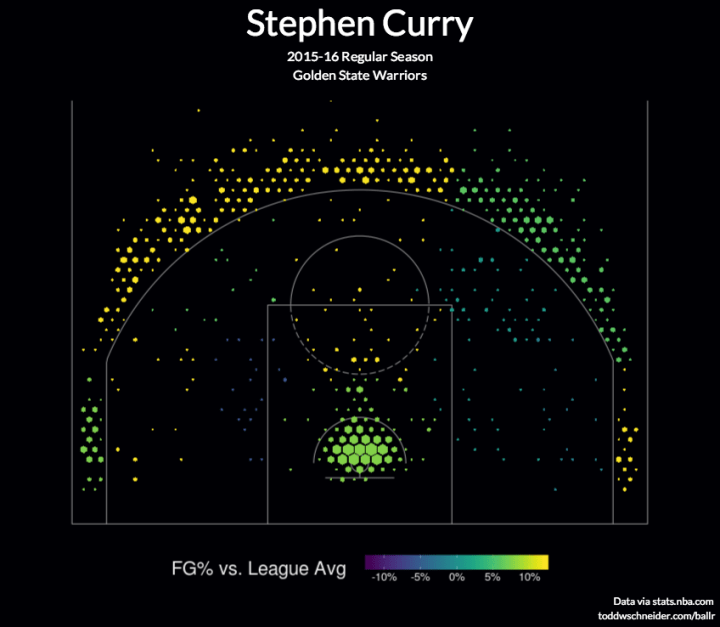 Stephen Curry
2015-16 Regular Season
Golden State Warriors
FG% vs. League Avg
-10% -5% 0% 5% 10%
Data via stats.nba.com
toddwschneider.com/ballr